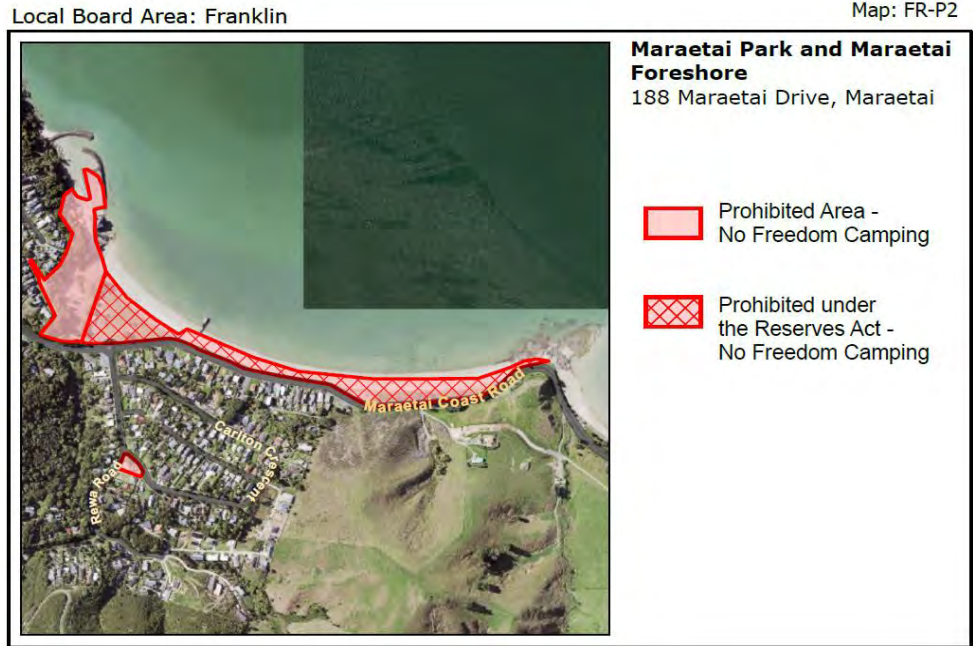 Local Board Area: Franklin
Map: FR-P2
Maraetai Park and Maraetai
Foreshore
188 Maraetai Drive, Maraetai
Prohibited Area -
No Freedom Camping
Prohibited under
the Reserves Act -
No Freedom Camping
Maraetai Coast Road
Carlton Crescent
Rewa Road